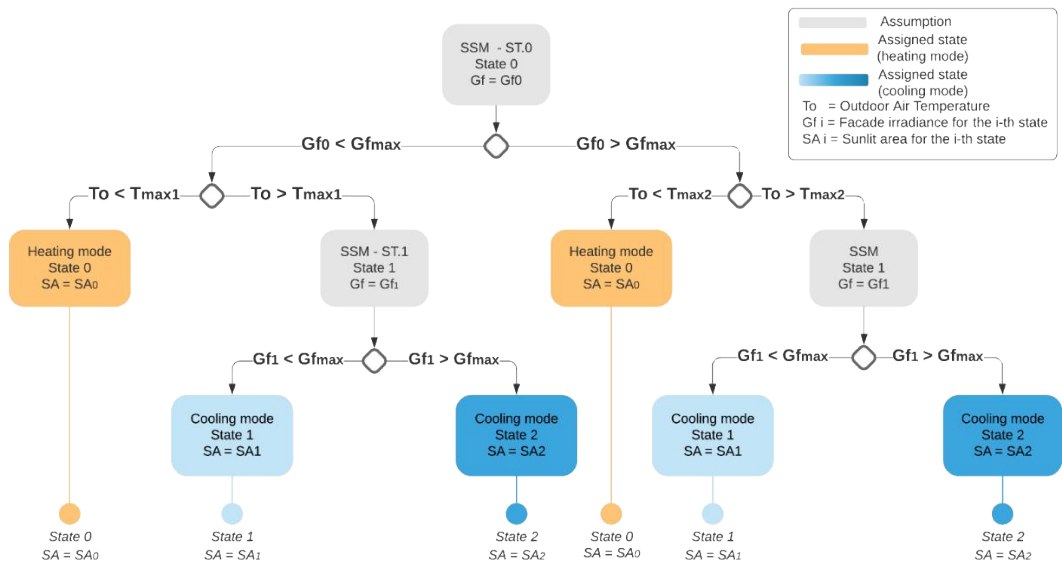 SSM - ST.0
State 0
Gf = Gf0
Assumption
Assigned state
(heating mode)
Assigned state
(cooling mode)
To = Outdoor Air Temperature
Gf i = Facade irradiance for the i-th state
SA i = Sunlit area for the i-th state
Gf0 < Gfmax
Gf0 > Gfmax
To < Tmax1
To > Tmax1
To < Tmax2
To > Tmax2
Heating mode
State 0
SA = SA0
SSM - ST.1
State 1
Gf = Gf1
Heating mode
State 0
SA = SA0
SSM
State 1
Gf = Gf1
Gf1 < Gfmax
Gf1 > Gfmax
Gf1 < Gfmax
Gf1 > Gfmax
Cooling mode
State 1
SA = SA1
Cooling mode
State 2
SA = SA2
Cooling mode
State 1
SA = SA1
Cooling mode
State 2
SA = SA2
State 0
SA = SA0
State 1
SA = SA1
State 2
SA = SA2
State 0
SA = SA0
State 1
SA = SA1
State 2
SA = SA2